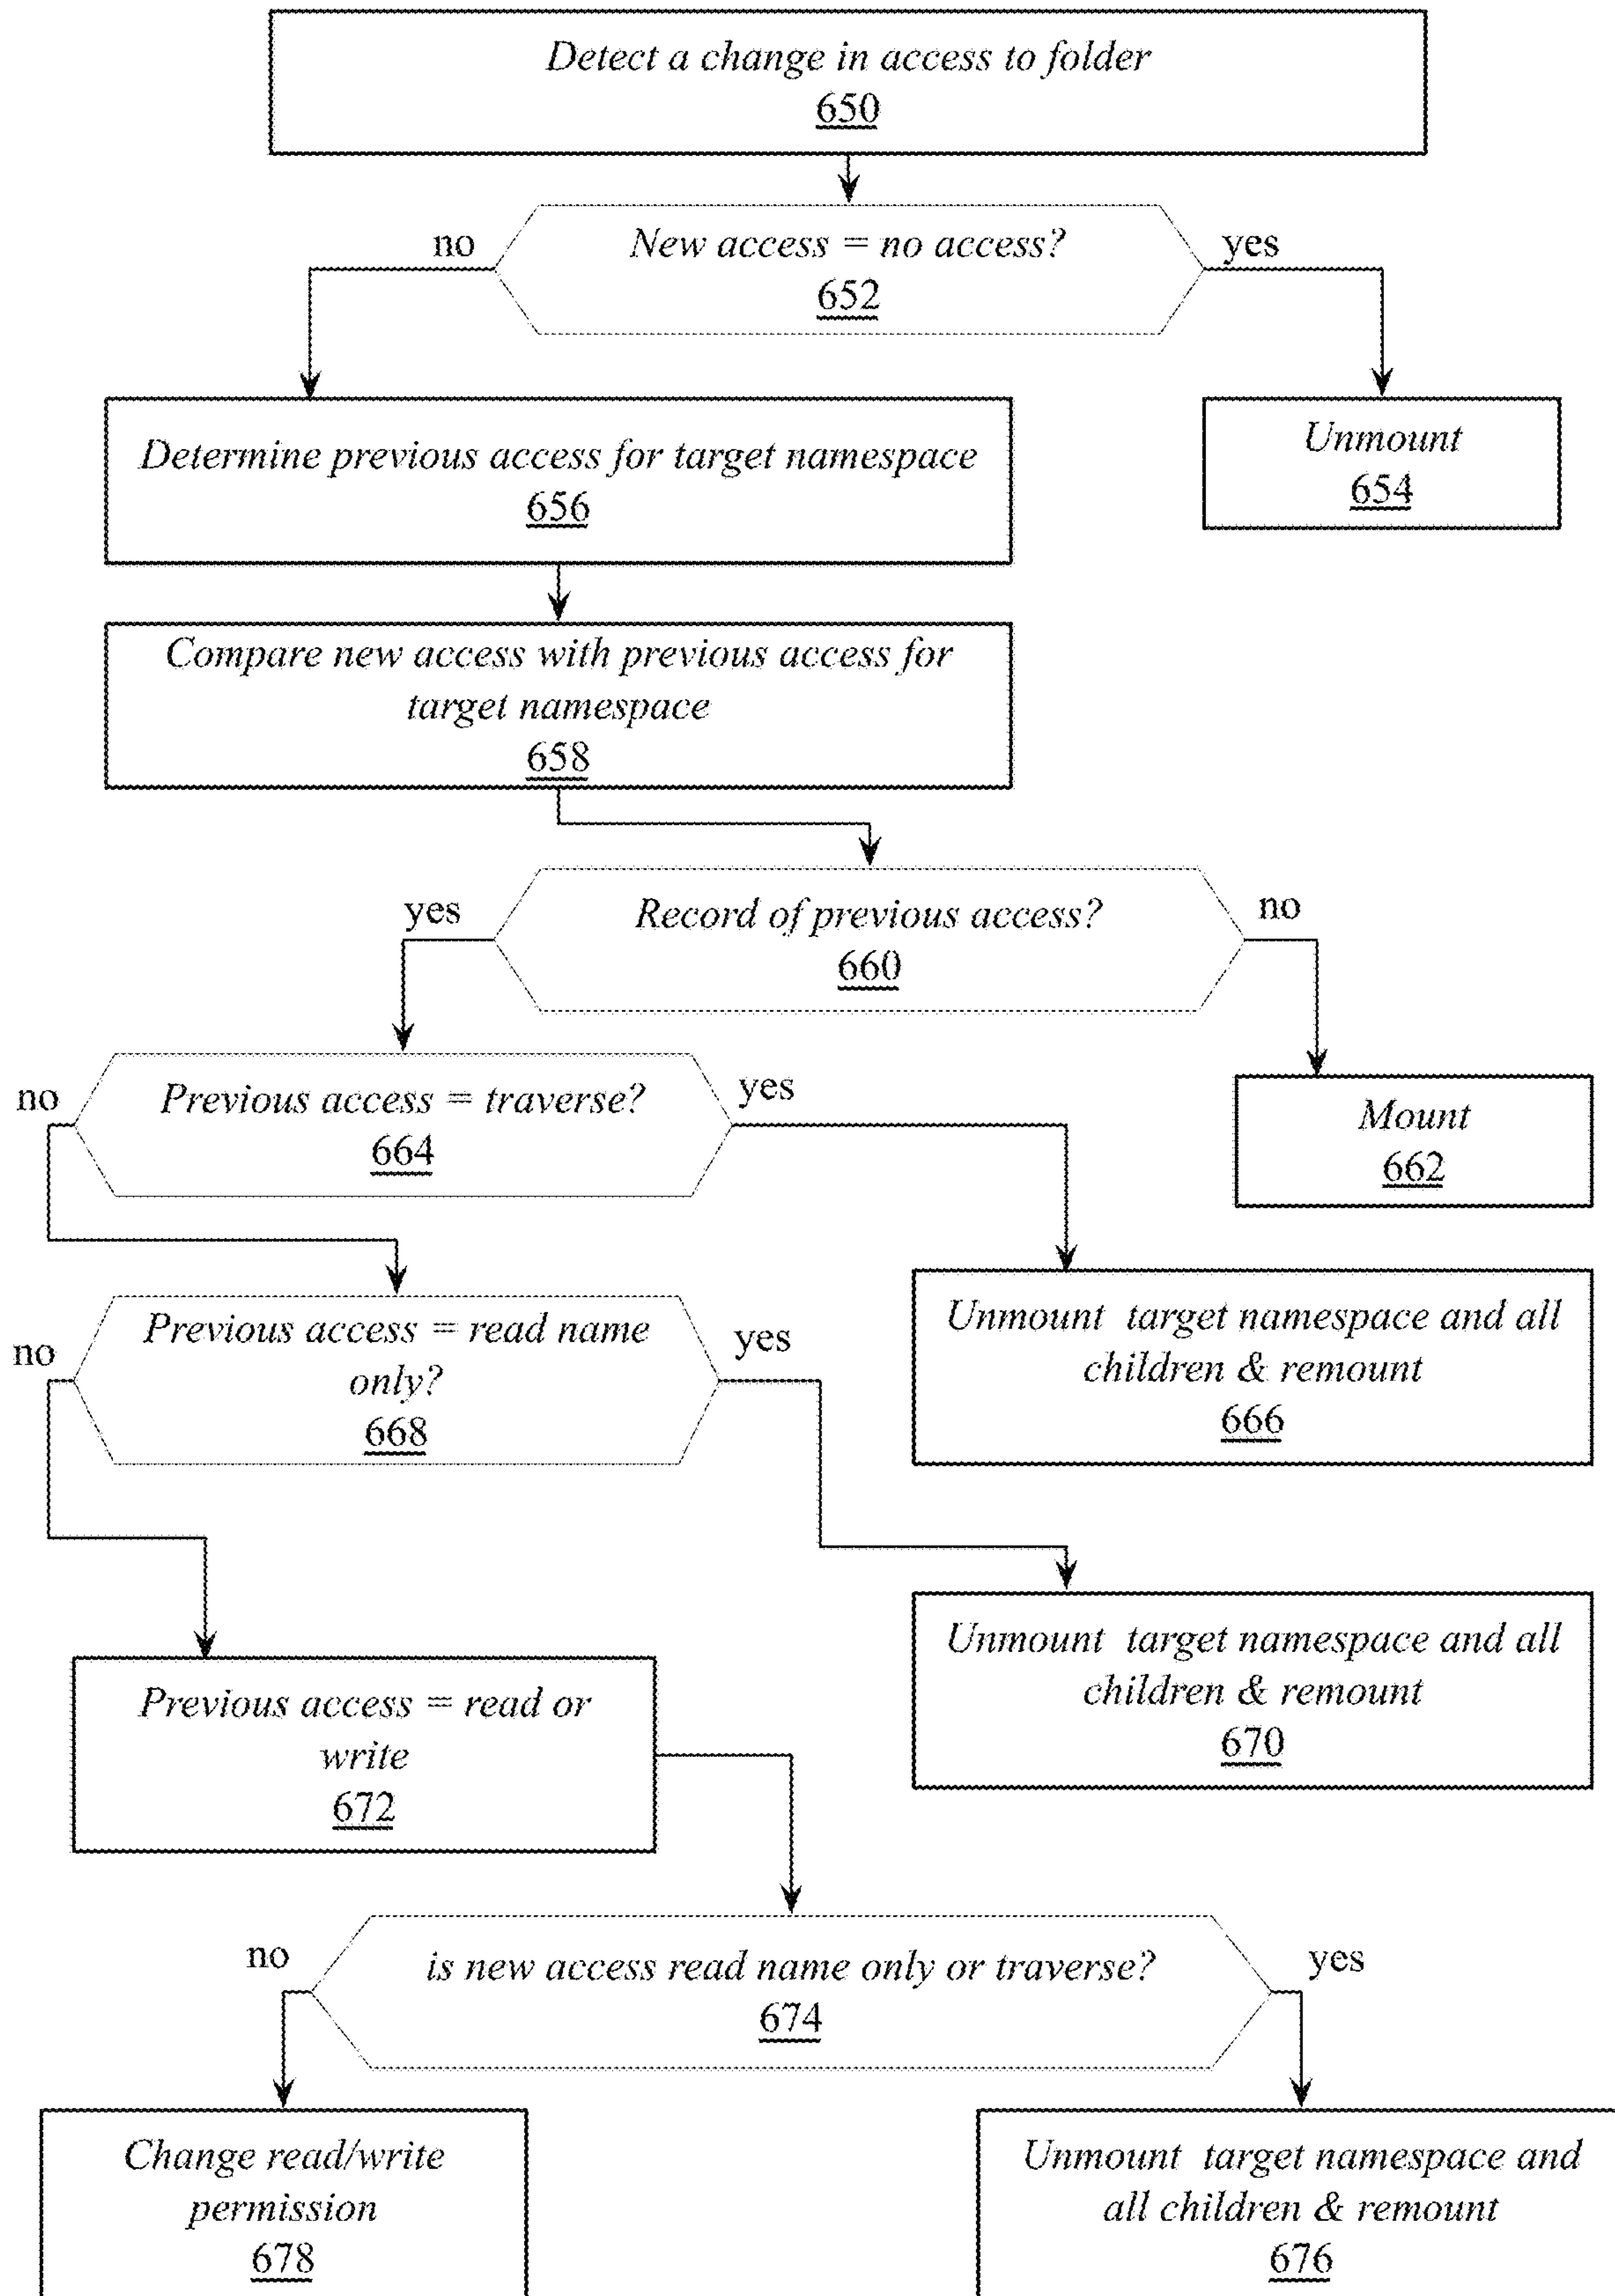 Detect a change in access to folder
650
New access = no access?
652
no
yes
Determine previous access for target namespace
656
Unmount
654
Compare new access with previous access for
target namespace
658
Record of previous access?
660
yes
no
Previous access = traverse?
664
no
yes
Mount
662
Previous access = read name
only?
668
no
yes
Unmount target namespace and all
children & remount
666
Unmount target namespace and all
children & remount
670
Previous access = read or
write
672
is new access read name only or traverse?
674
no
yes
Change read/write
permission
678
Unmount target namespace and
all children & remount
676